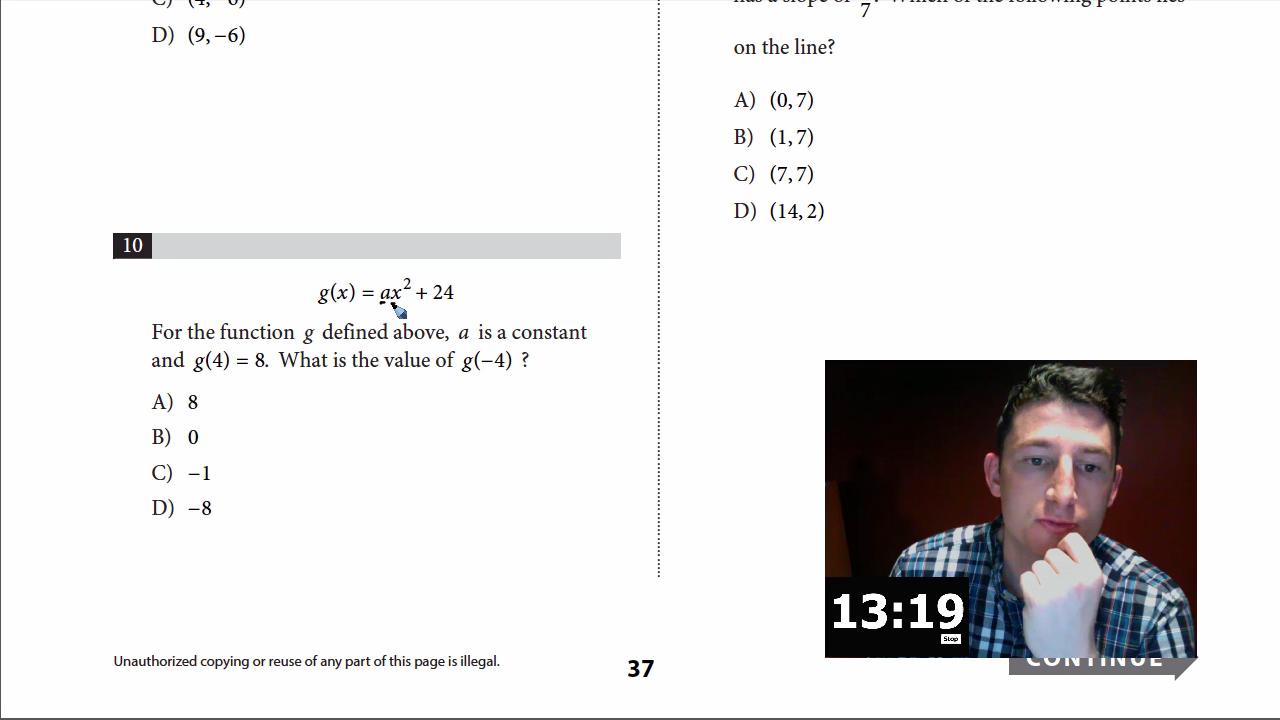 D) (9, −6)
10
g(x) = ax² + 24
For the function g defined above, a is a constant
and g(4) = 8. What is the value of g(−4) ?
A) 8
B) 0
C) −1
D) −8
7
on the line?
A) (0, 7)
B) (1, 7)
C) (7, 7)
D) (14, 2)
13:19
Stop
Unauthorized copying or reuse of any part of this page is illegal.
37
CONTINUE